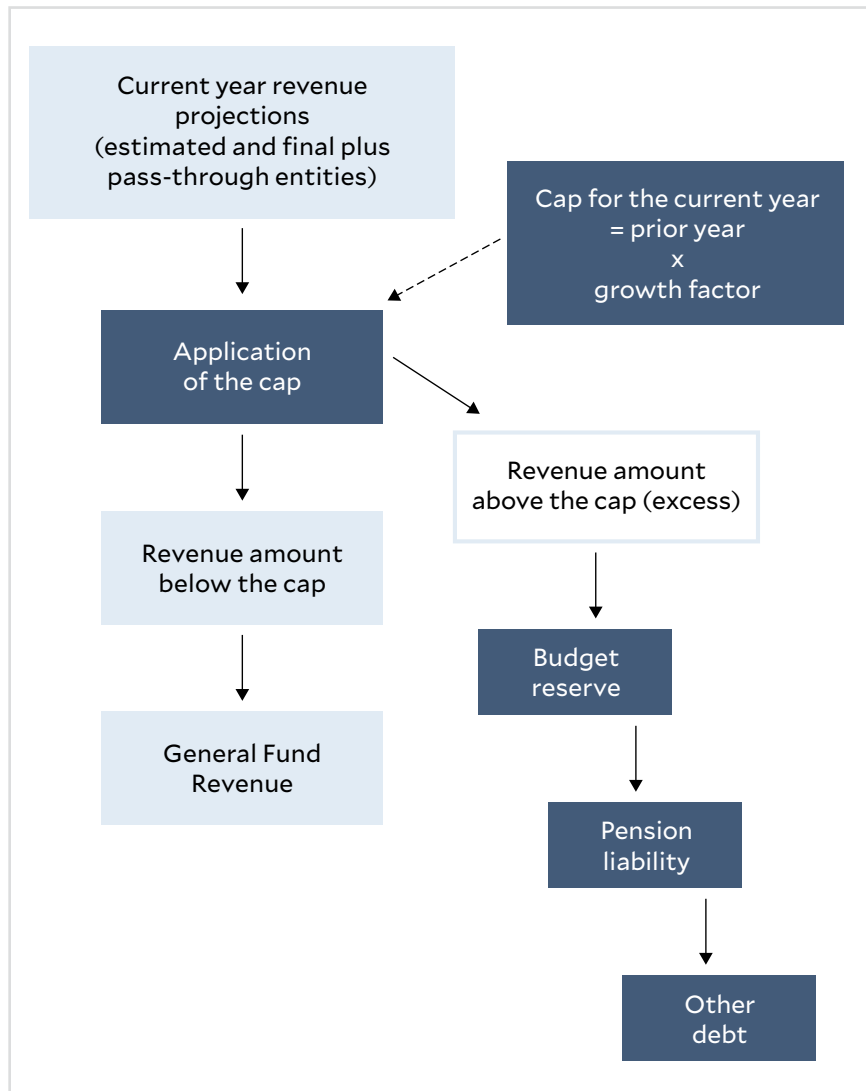 Current year revenue
projections
(estimated and final plus
pass-through entities)
Cap for the current year
= prior year
x
growth factor
Application
of the cap
Revenue amount
above the cap (excess)
Revenue amount
below the cap
Budget
reserve
General Fund
Revenue
Pension
liability
Other
debt